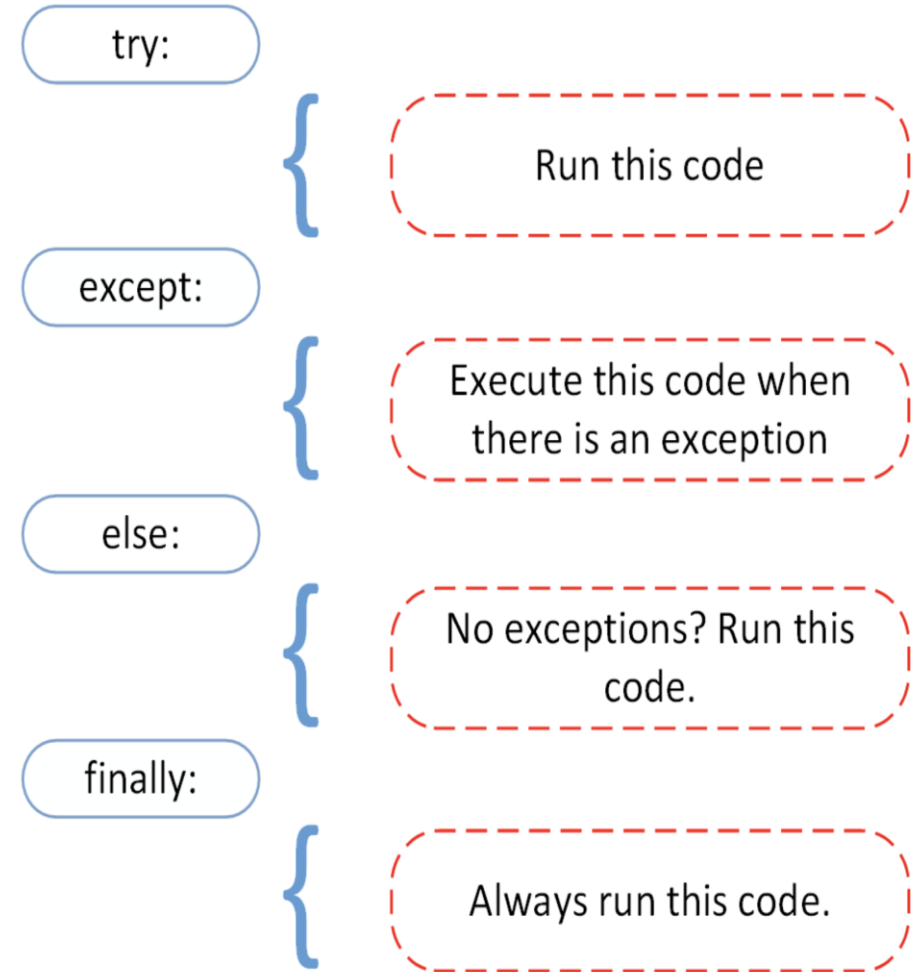 try:
Run this code
except:
Execute this code when
there is an exception
else:
No exceptions? Run this
code.
finally:
Always run this code.